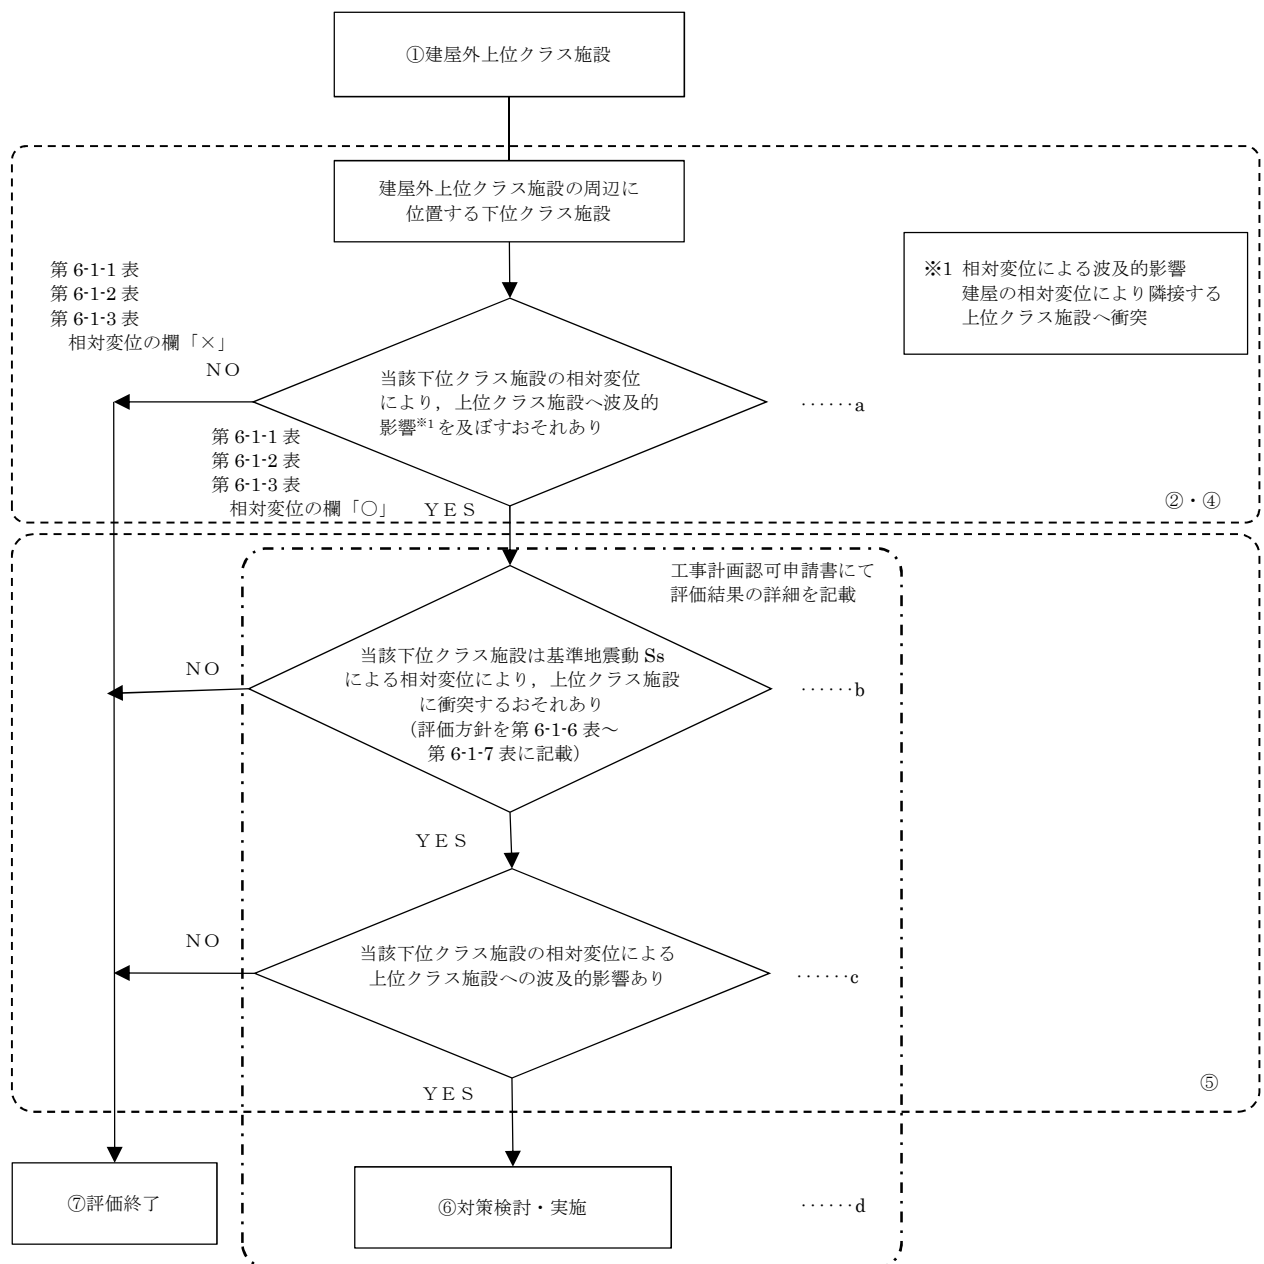 ①建屋外上位クラス施設
建屋外上位クラス施設の周辺に
位置する下位クラス施設
※1 相対変位による波及的影響
建屋の相対変位により隣接する
上位クラス施設へ衝突
第 6-1-1 表
第 6-1-2 表
第 6-1-3 表
相対変位の欄「×」
ＮＯ
当該下位クラス施設の相対変位
により，上位クラス施設へ波及的
影響※1を及ぼすおそれあり
······a
第 6-1-1 表
第 6-1-2 表
第 6-1-3 表
相対変位の欄「○」
ＹＥＳ
②・④
工事計画認可申請書にて
評価結果の詳細を記載
当該下位クラス施設は基準地震動 Ss
による相対変位により，上位クラス施設
に衝突するおそれあり
（評価方針を第 6-1-6 表～
第 6-1-7 表に記載）
ＮＯ
······b
ＹＥＳ
当該下位クラス施設の相対変位による
上位クラス施設への波及的影響あり
ＮＯ
······c
ＹＥＳ
⑤
⑦評価終了
⑥対策検討・実施
······d